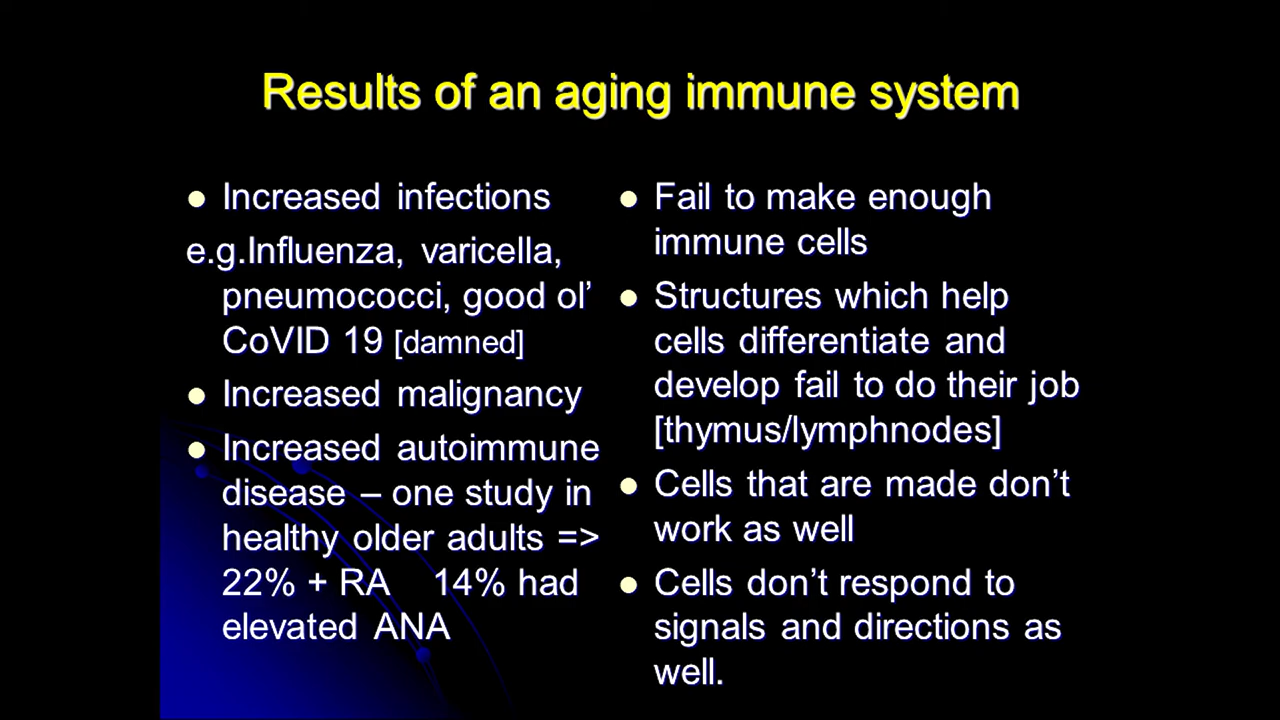 Results of an aging immune system
● Increased infections
e.g.Influenza, varicella,
pneumococci, good ol’
CoVID 19 [damned]
● Increased malignancy
● Increased autoimmune
disease – one study in
healthy older adults =>
22% + RA 14% had
elevated ANA
● Fail to make enough
immune cells
● Structures which help
cells differentiate and
develop fail to do their job
[thymus/lymphnodes]
● Cells that are made don’t
work as well
● Cells don’t respond to
signals and directions as
well.